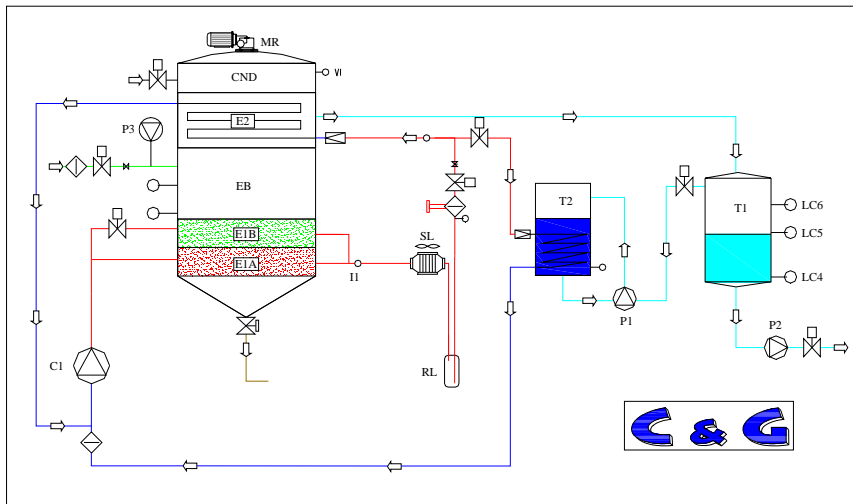 MR
CND
VI
P3
E2
EB
T2
T1
LC6
LC5
E1B
SL
E1A
I1
LC4
P1
P2
C1
RL
C & G